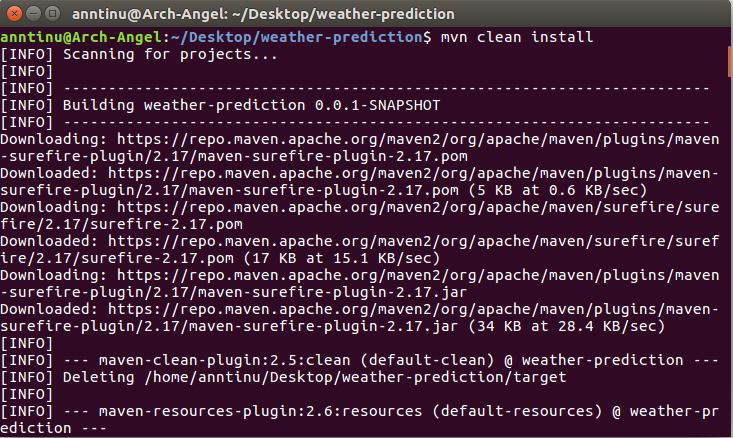 anntinu@Arch-Angel: ~/Desktop/weather-prediction
anntinu@Arch-Angel:~/Desktop/weather-prediction$ mvn clean install
[INFO] Scanning for projects...
[INFO]
[INFO] ------------------------------------------------------------------------
[INFO] Building weather-prediction 0.0.1-SNAPSHOT
[INFO] ------------------------------------------------------------------------
Downloading: https://repo.maven.apache.org/maven2/org/apache/maven/plugins/maven
-surefire-plugin/2.17/maven-surefire-plugin-2.17.pom
Downloaded: https://repo.maven.apache.org/maven2/org/apache/maven/plugins/maven-
surefire-plugin/2.17/maven-surefire-plugin-2.17.pom (5 KB at 0.6 KB/sec)
Downloading: https://repo.maven.apache.org/maven2/org/apache/maven/surefire/sure
fire/2.17/surefire-2.17.pom
Downloaded: https://repo.maven.apache.org/maven2/org/apache/maven/surefire/suref
ire/2.17/surefire-2.17.pom (17 KB at 15.1 KB/sec)
Downloading: https://repo.maven.apache.org/maven2/org/apache/maven/plugins/maven
-surefire-plugin/2.17/maven-surefire-plugin-2.17.jar
Downloaded: https://repo.maven.apache.org/maven2/org/apache/maven/plugins/maven-
surefire-plugin/2.17/maven-surefire-plugin-2.17.jar (34 KB at 28.4 KB/sec)
[INFO]
[INFO] --- maven-clean-plugin:2.5:clean (default-clean) @ weather-prediction ---
[INFO] Deleting /home/anntinu/Desktop/weather-prediction/target
[INFO]
[INFO] --- maven-resources-plugin:2.6:resources (default-resources) @ weather-pr
ediction ---